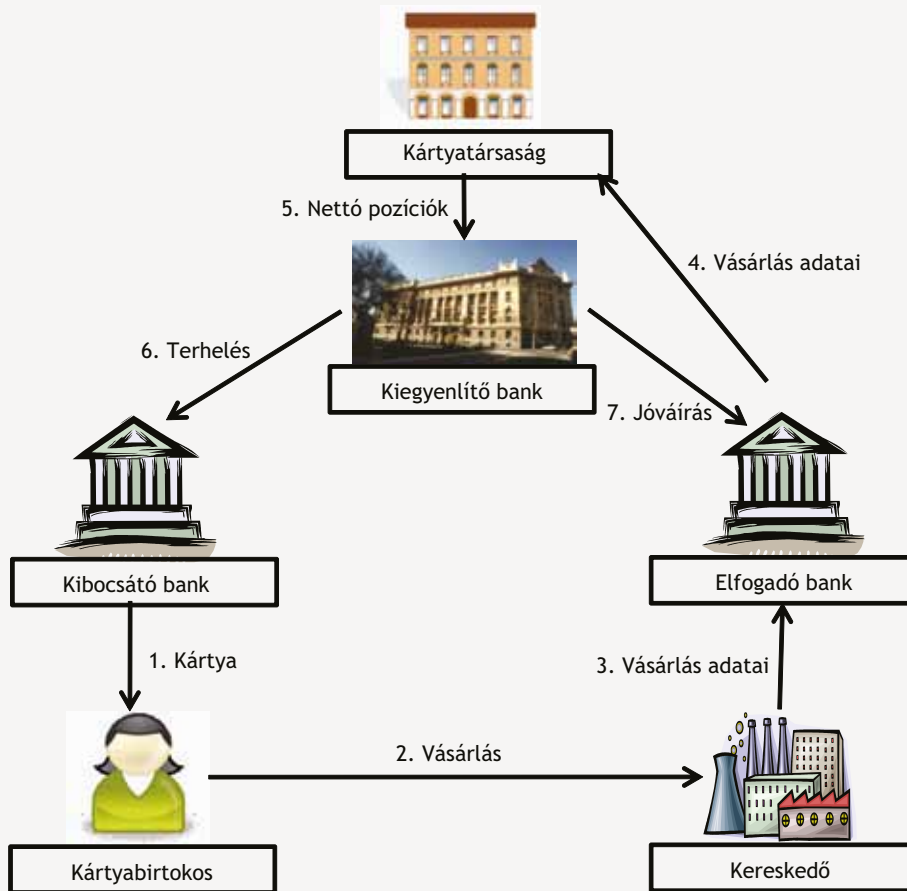 Kártyatársaság
5. Nettó pozíciók
4. Vásárlás adatai
6. Terhelés
Kiegyenlítő bank
7. Jóváírás
Kibocsátó bank
Elfogadó bank
1. Kártya
3. Vásárlás adatai
2. Vásárlás
Kártyabirtokos
Kereskedő